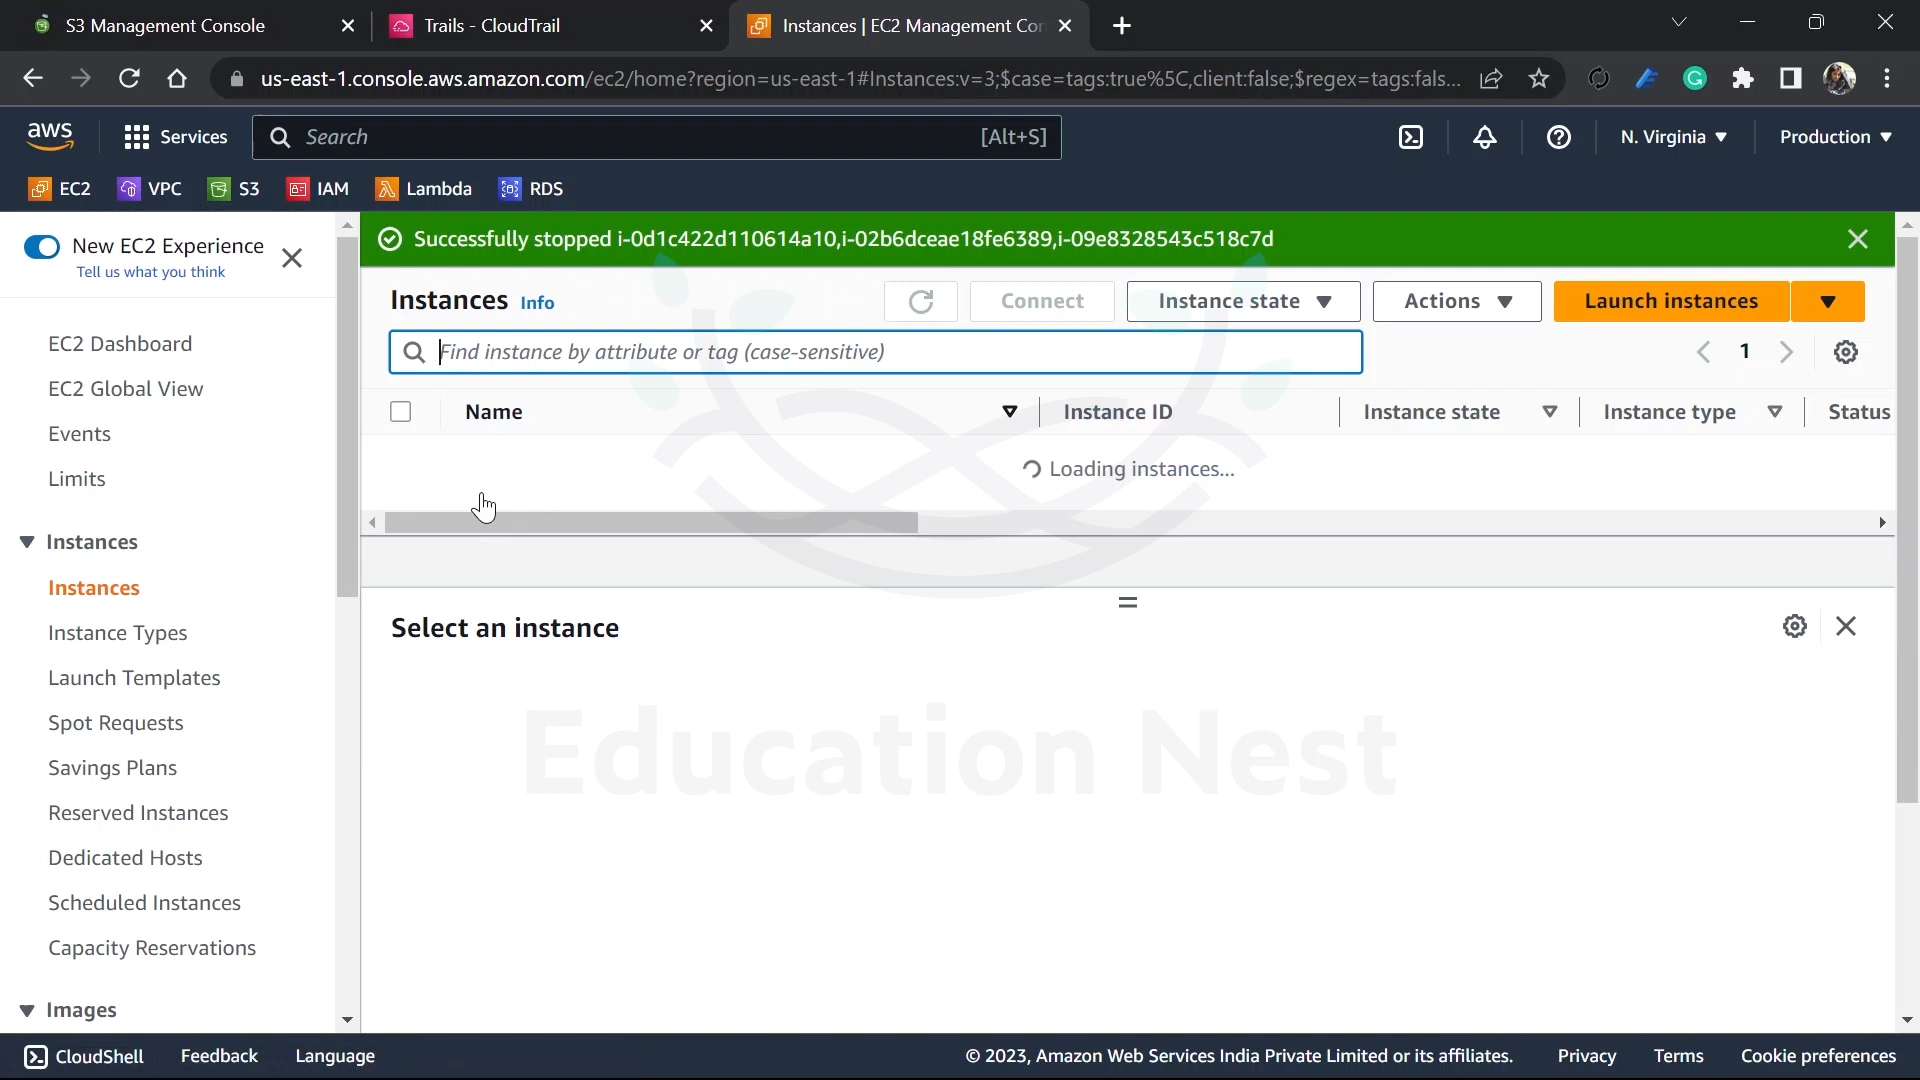 S3 Management Console
Trails - CloudTrail
Instances | EC2 Management Con
us-east-1.console.aws.amazon.com/ec2/home?region=us-east-1#Instances:v=3;$case=tags:true%5C,client:false;$regex=tags:fals...
aws
Services
Search
[Alt+S]
N. Virginia
Production
EC2
VPC
S3
IAM
Lambda
RDS
New EC2 Experience
Tell us what you think
EC2 Dashboard
EC2 Global View
Events
Limits
Instances
Instances
Instance Types
Launch Templates
Spot Requests
Savings Plans
Reserved Instances
Dedicated Hosts
Scheduled Instances
Capacity Reservations
Images
Successfully stopped i-0d1c422d110614a10,i-02b6dceae18fe6389,i-09e8328543c518c7d
Instances Info
Connect
Instance state
Actions
Launch instances
Find instance by attribute or tag (case-sensitive)
1
Name
Instance ID
Instance state
Instance type
Status
Loading instances...
Select an instance
Education Nest
CloudShell
Feedback
Language
© 2023, Amazon Web Services India Private Limited or its affiliates.
Privacy
Terms
Cookie preferences